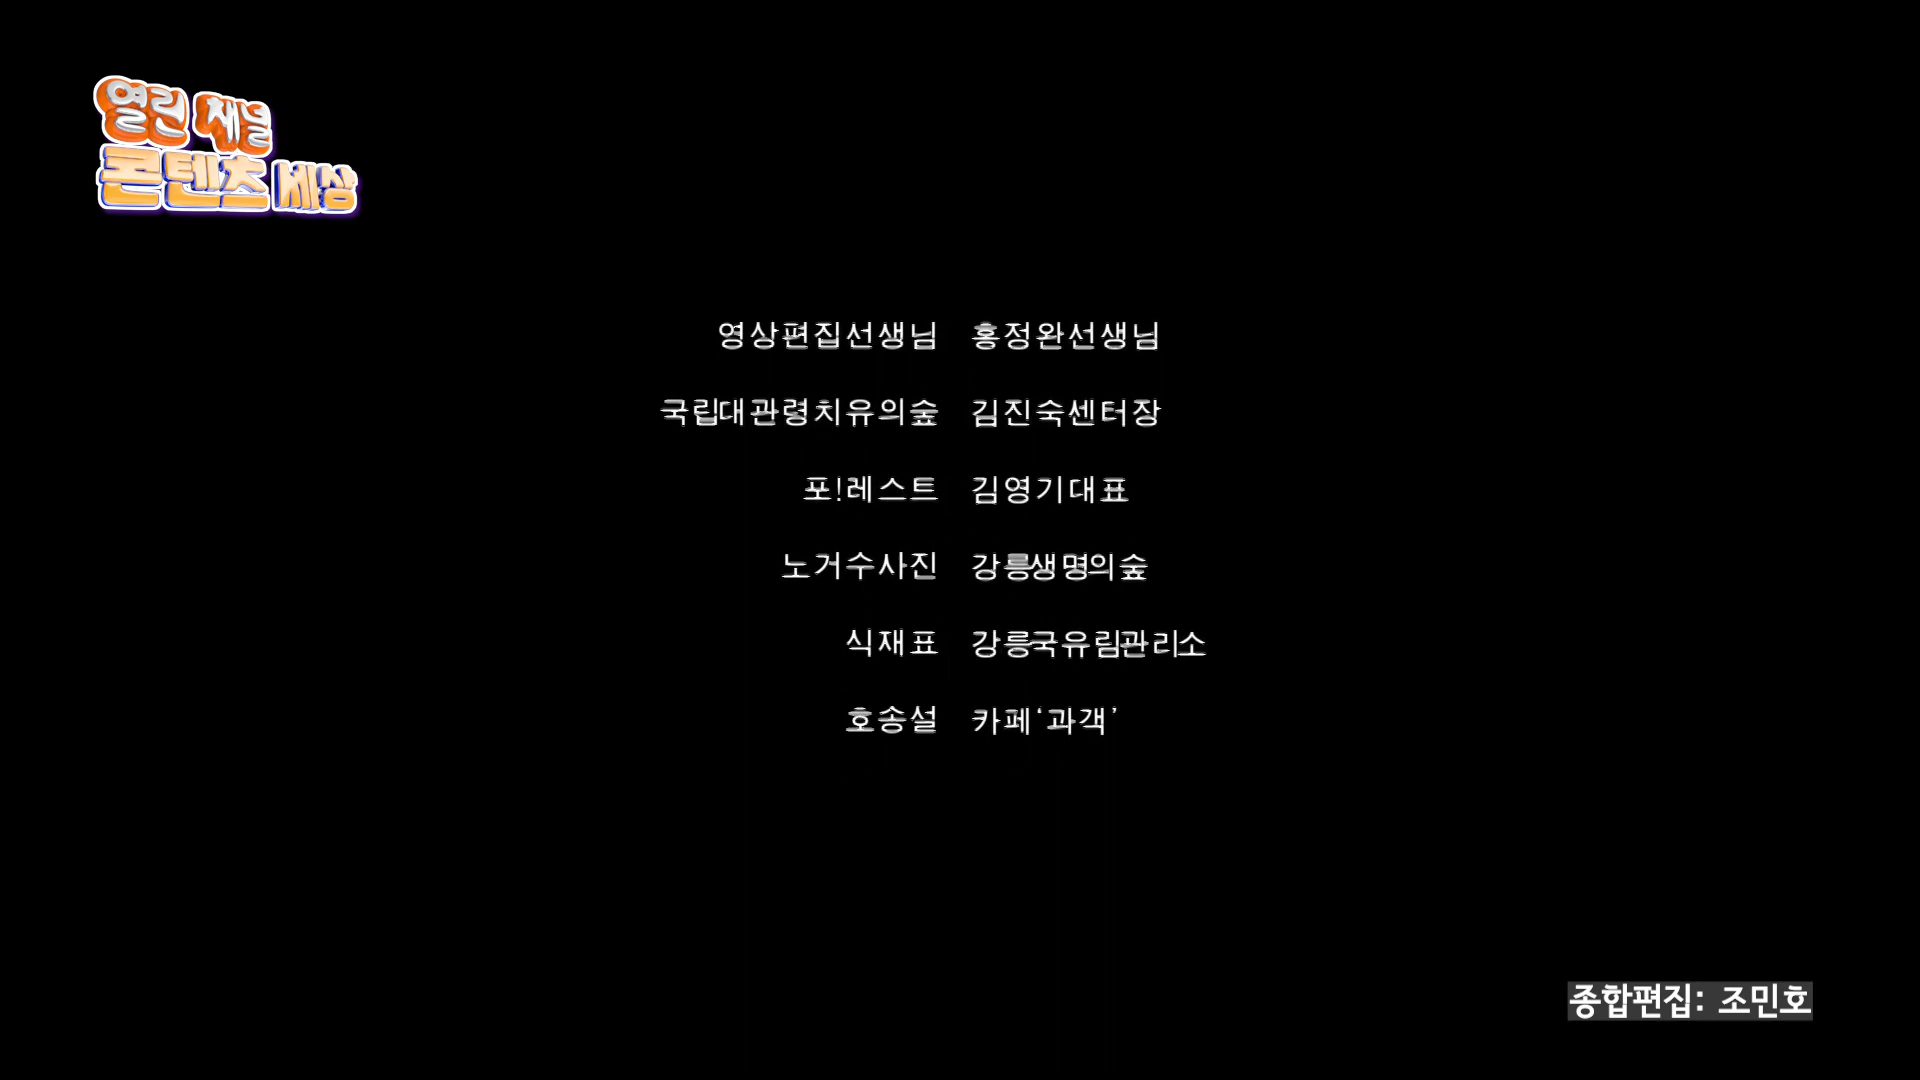 열린 채널
콘텐츠 세상
영상편집선생님 홍정완선생님
국립대관령치유의숲 김진숙센터장
포!레스트 김영기대표
노거수사진 강릉생명의숲
식재표 강릉국유림관리소
호송설 카페‘과객’
종합편집: 조민호